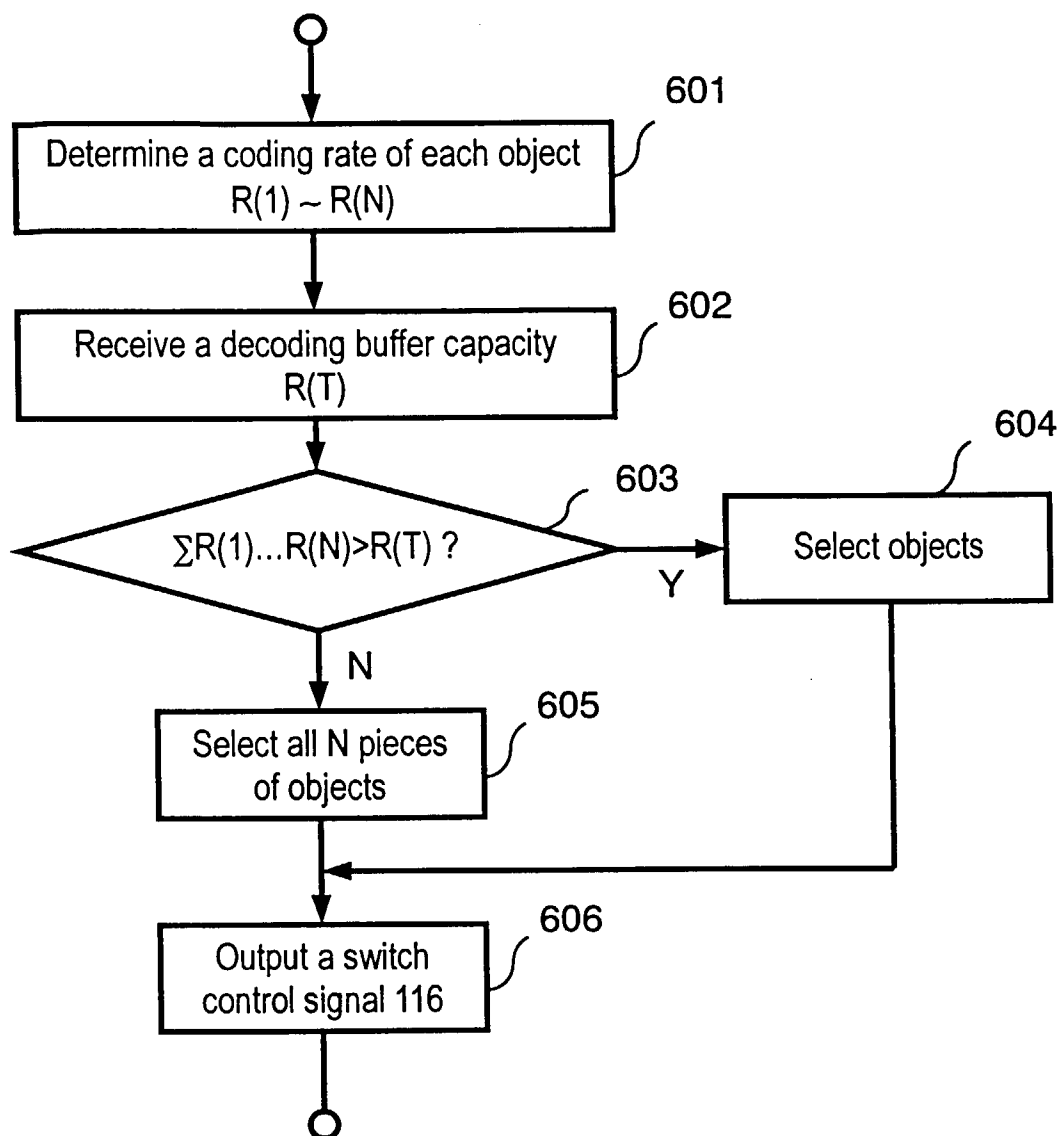 601
Determine a coding rate of each object
R(1) ~ R(N)
602
Receive a decoding buffer capacity
R(T)
603
604
∑R(1)...R(N)>R(T) ?
Select objects
Y
N
605
Select all N pieces
of objects
606
Output a switch
control signal 116